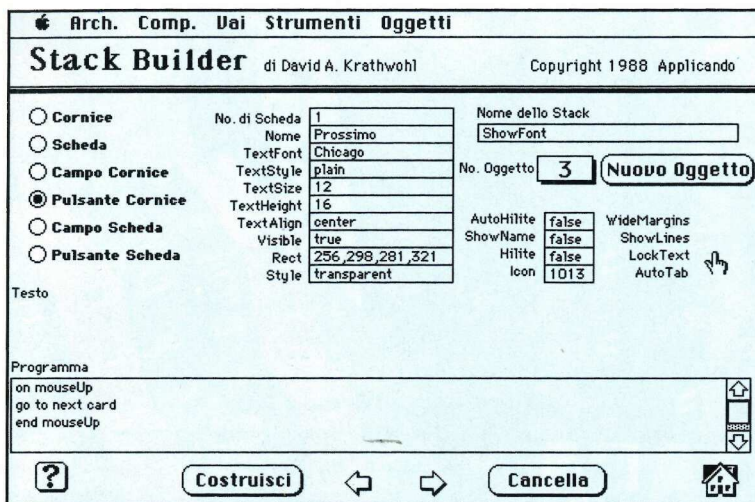 Arch. Comp. Vai Strumenti Oggetti
Stack Builder di David A. Krathwohl Copyright 1988 Applicando
Cornice
Scheda
Campo Cornice
Pulsante Cornice
Campo Scheda
Pulsante Scheda
No. di Scheda 1
Nome Prossimo
TextFont Chicago
TextStyle plain
TextSize 12
TextHeight 16
TextAlign center
Visible true
Rect 256,298,281,321
Style transparent
Nome dello Stack
ShowFont
No. Oggetto 3 Nuovo Oggetto
AutoHilite false WideMargins
ShowName false ShowLines
Hilite false LockText
Icon 1013 AutoTab
Testo
Programma
on mouseUp
go to next card
end mouseUp
? Costruisci Cancella